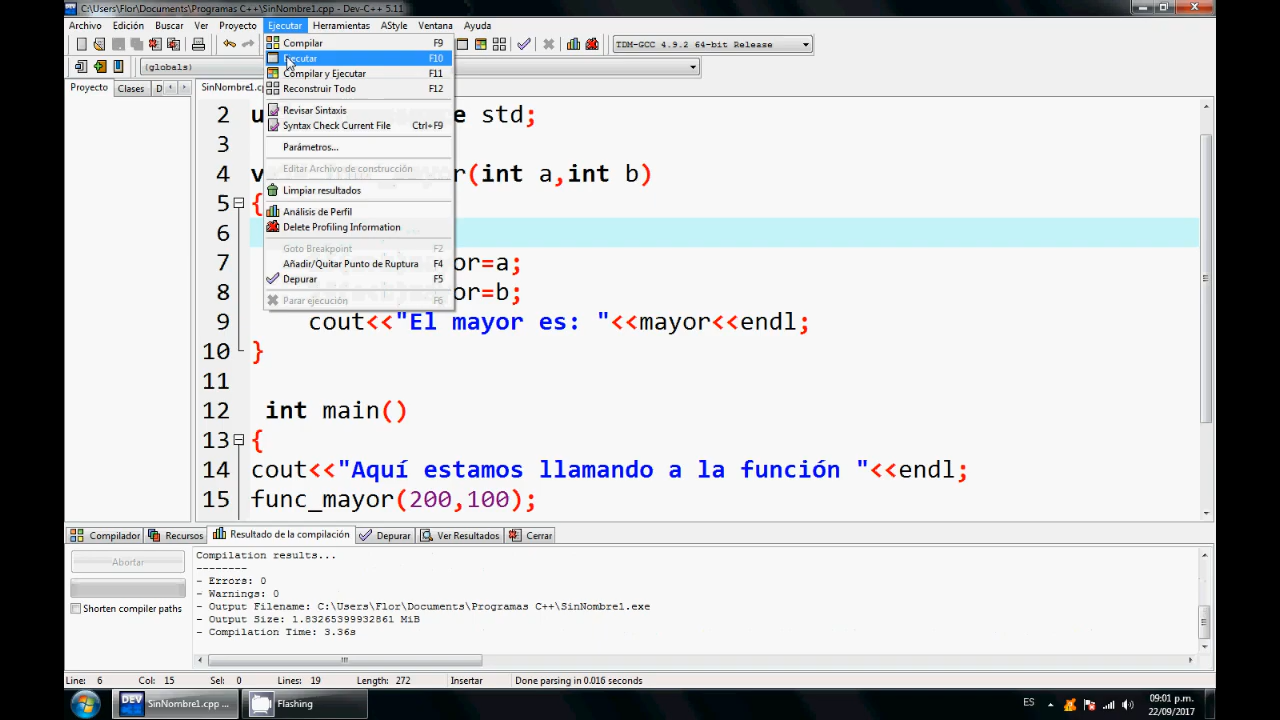 C:\Users\Flor\Documents\Programas C++\SinNombre1.cpp - Dev-C++ 5.11
Archivo Edición Buscar Ver Proyecto Ejecutar Herramientas AStyle Ventana Ayuda
TDM-GCC 4.9.2 64-bit Release
(globals)
Proyecto Clases D
SinNombre1.cp
Compilar F9
Ejecutar F10
Compilar y Ejecutar F11
Reconstruir Todo F12
Revisar Sintaxis
Syntax Check Current File Ctrl+F9
Parámetros...
Editar Archivo de construcción
Limpiar resultados
Análisis de Perfil
Delete Profiling Information
Goto Breakpoint F2
Añadir/Quitar Punto de Ruptura F4
Depurar F5
Parar ejecución F6
2 u e std;
3
4 v (int a,int b)
5 {
6
7 or=a;
8 or=b;
9 cout<<"El mayor es: "<<mayor<<endl;
10 }
11
12 int main()
13 {
14 cout<<"Aquí estamos llamando a la función "<<endl;
15 func_mayor(200,100);
Compilador Recursos Resultado de la compilación Depurar Ver Resultados Cerrar
Abortar
Shorten compiler paths
Compilation results...
--------
- Errors: 0
- Warnings: 0
- Output Filename: C:\Users\Flor\Documents\Programas C++\SinNombre1.exe
- Output Size: 1.83265399932861 MiB
- Compilation Time: 3.36s
Line: 6 Col: 15 Sel: 0 Lines: 19 Length: 272 Insertar Done parsing in 0.016 seconds
DEV SinNombre1.cpp ... Flashing ES 09:01 p.m.
22/09/2017